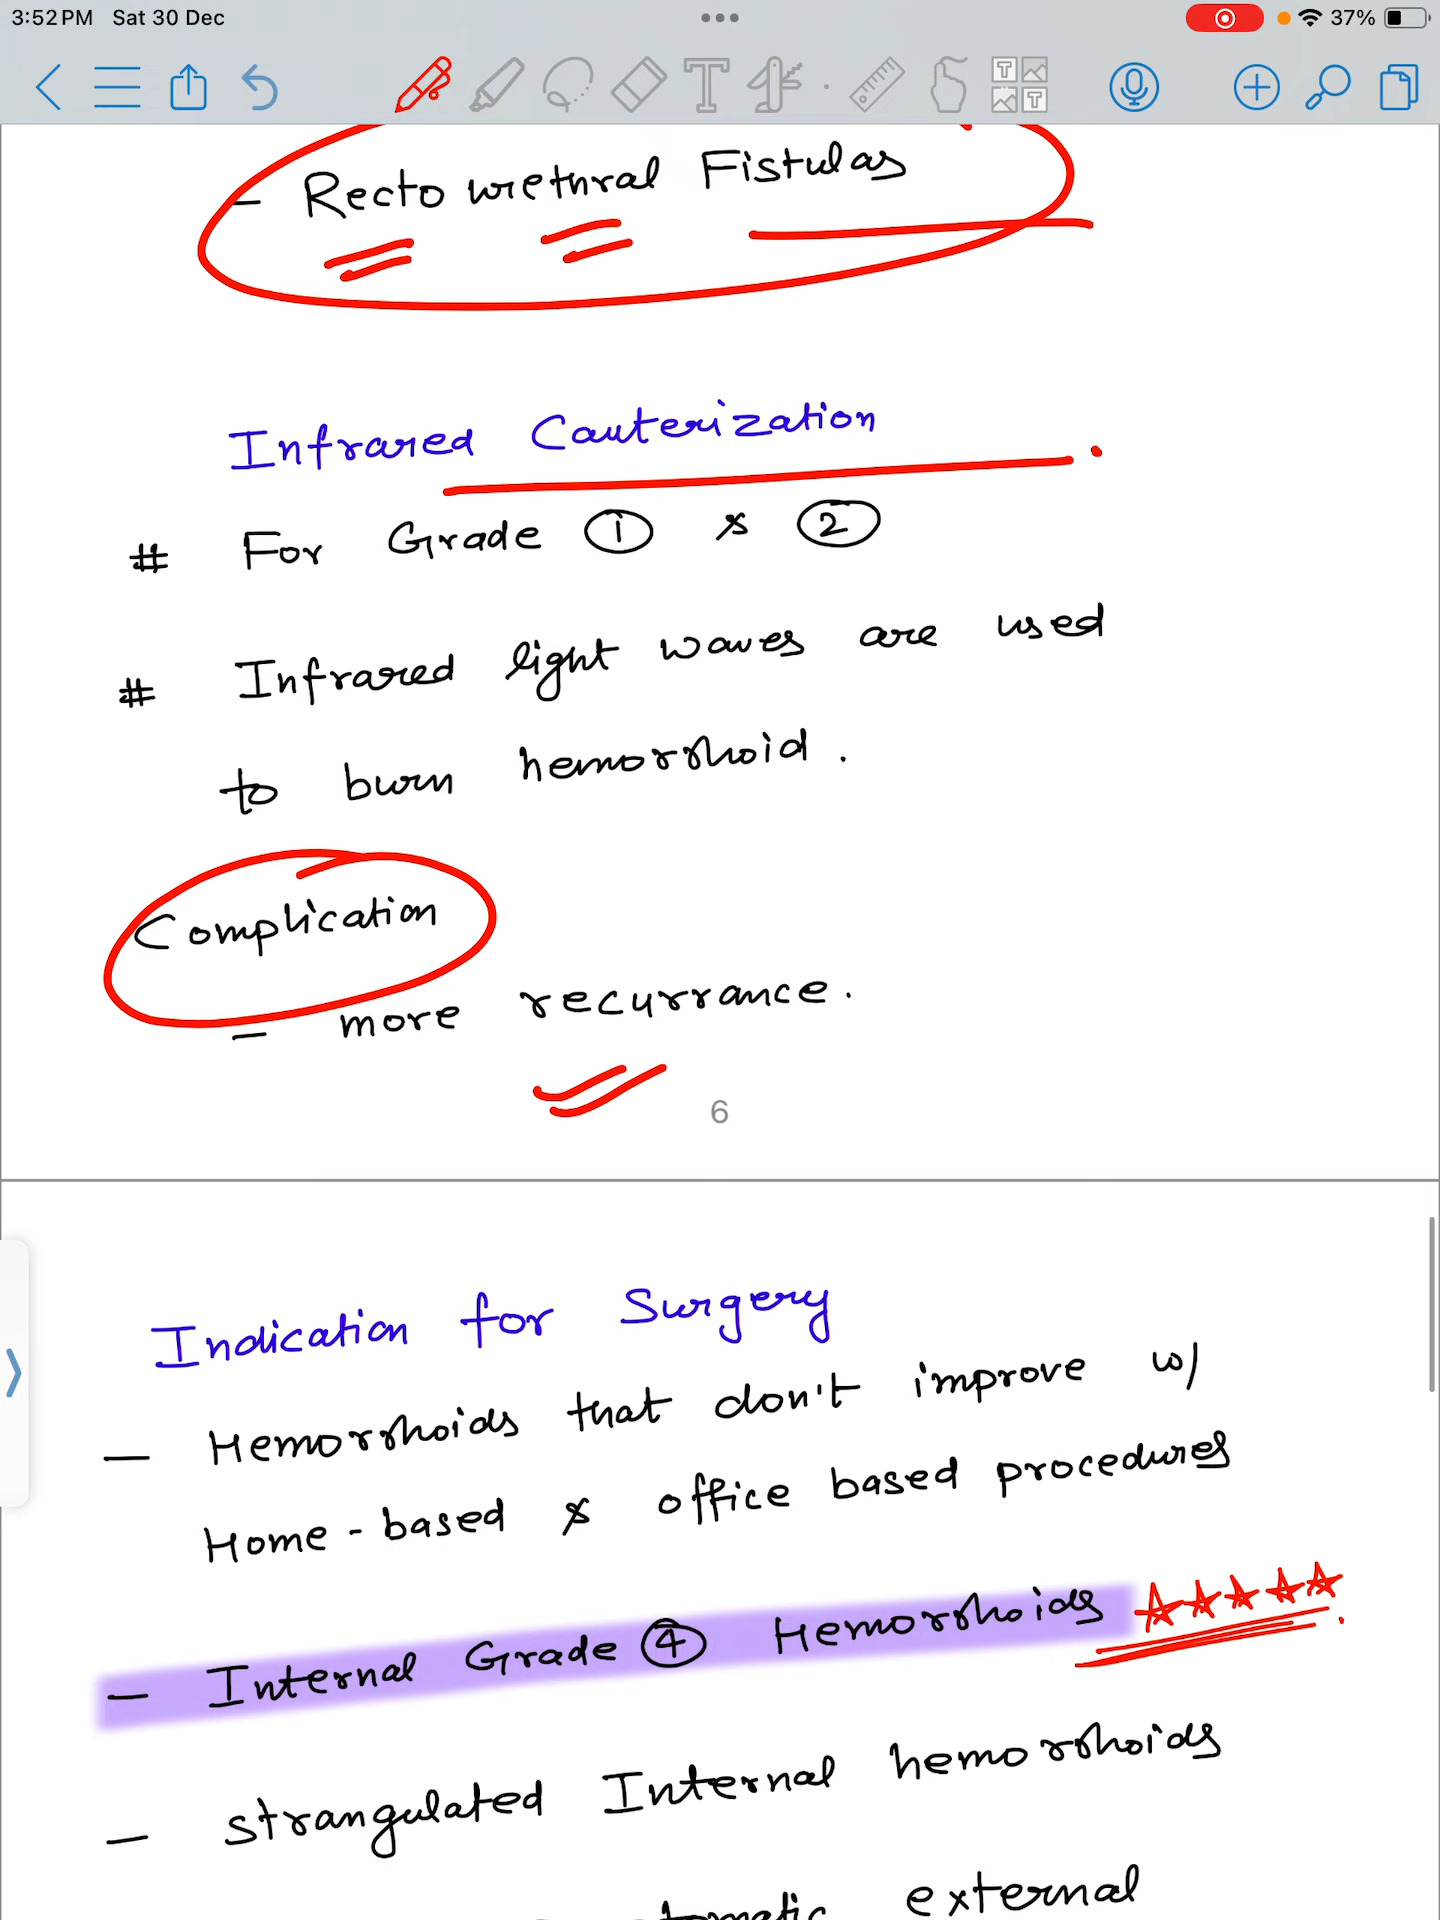 3:52 PM Sat 30 Dec
37%
- Recto urethral Fistulas
Infrared Cauterization
# For Grade 1 & 2
# Infrared light waves are used
to burn hemorrhoid.
Complication
- more recurrance.
6
Indication for Surgery
- Hemorrhoids that don't improve w/
Home-based & office based procedures
- Internal Grade 4 Hemorrhoids
- strangulated Internal hemorrhoids
external